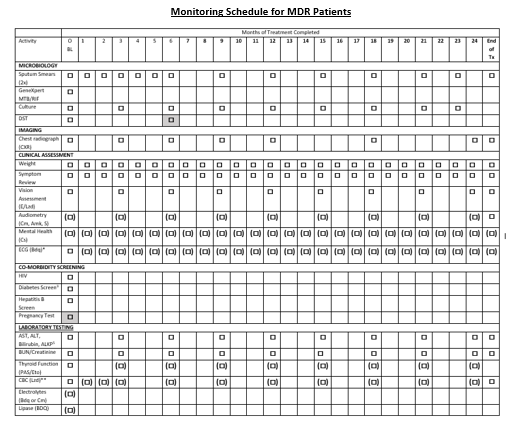 Monitoring Schedule for MDR Patients
Months of Treatment Completed
Activity O 1 2 3 4 5 6 7 8 9 10 11 12 13 14 15 16 17 18 19 20 21 22 23 24 End
BL of
Tx
MICROBIOLOGY
Sputum Smears
(2x)
GeneXpert
MTB/RIF
Culture
DST
IMAGING
Chest radiograph
(CXR)
CLINICAL ASSESSMENT
Weight
Symptom
Review
Vision
Assessment
(E/Lzd)
Audiometry
(Cm, Amk, S)
Mental Health
(Cs)
ECG (Bdq)*
CO-MORBIDITY SCREENING
HIV
Diabetes Screen
Hepatitis B
Screen
Pregnancy Test
LABORATORY TESTING
AST, ALT,
Bilirubin, ALKP
BUN/Creatinine
Thyroid Function
(PAS/Eto)
CBC (Lzd)**
Electrolytes
(Bdq or Cm)
Lipase (BDQ)